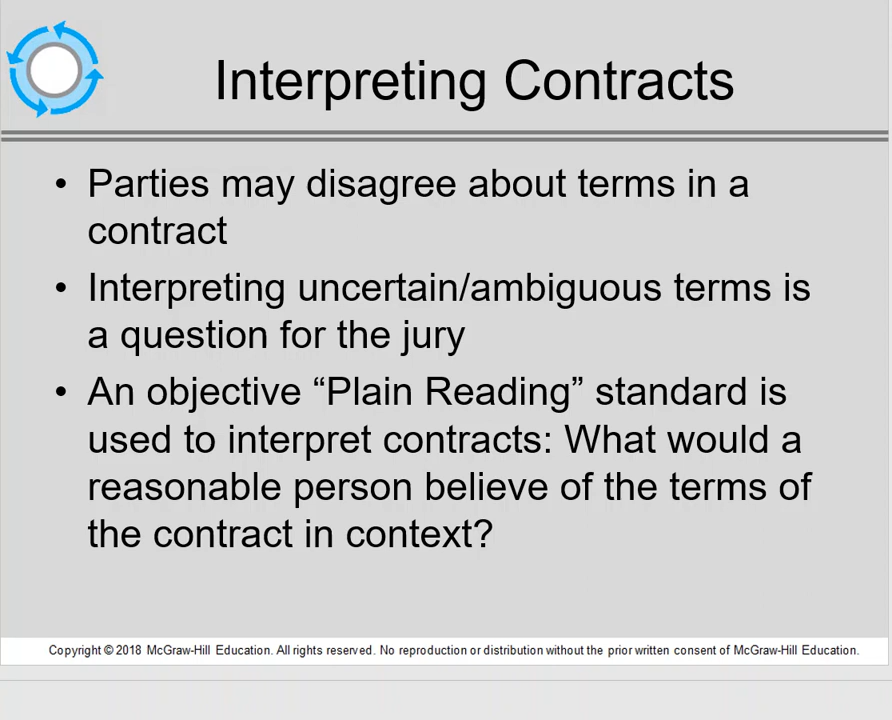 Interpreting Contracts
• Parties may disagree about terms in a
contract
• Interpreting uncertain/ambiguous terms is
a question for the jury
• An objective “Plain Reading” standard is
used to interpret contracts: What would a
reasonable person believe of the terms of
the contract in context?
Copyright © 2018 McGraw-Hill Education. All rights reserved. No reproduction or distribution without the prior written consent of McGraw-Hill Education.